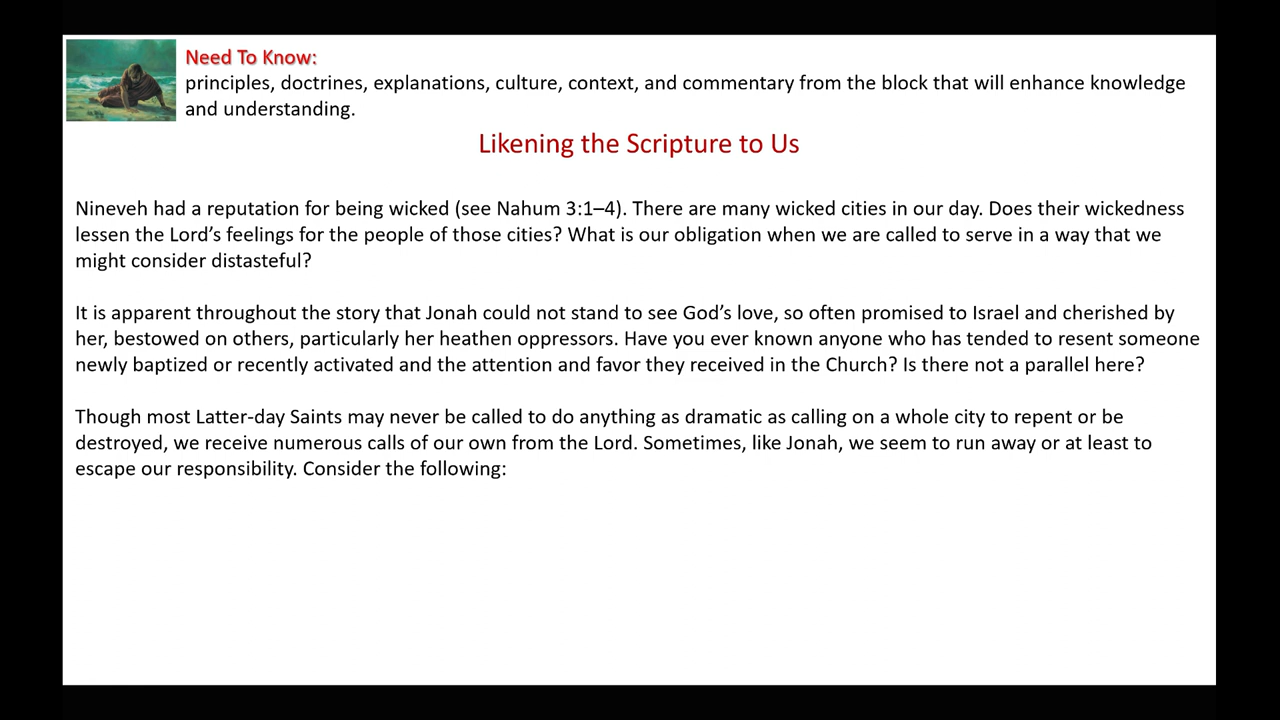 Need To Know:
principles, doctrines, explanations, culture, context, and commentary from the block that will enhance knowledge
and understanding.
Likening the Scripture to Us
Nineveh had a reputation for being wicked (see Nahum 3:1–4). There are many wicked cities in our day. Does their wickedness
lessen the Lord’s feelings for the people of those cities? What is our obligation when we are called to serve in a way that we
might consider distasteful?
It is apparent throughout the story that Jonah could not stand to see God’s love, so often promised to Israel and cherished by
her, bestowed on others, particularly her heathen oppressors. Have you ever known anyone who has tended to resent someone
newly baptized or recently activated and the attention and favor they received in the Church? Is there not a parallel here?
Though most Latter-day Saints may never be called to do anything as dramatic as calling on a whole city to repent or be
destroyed, we receive numerous calls of our own from the Lord. Sometimes, like Jonah, we seem to run away or at least to
escape our responsibility. Consider the following: